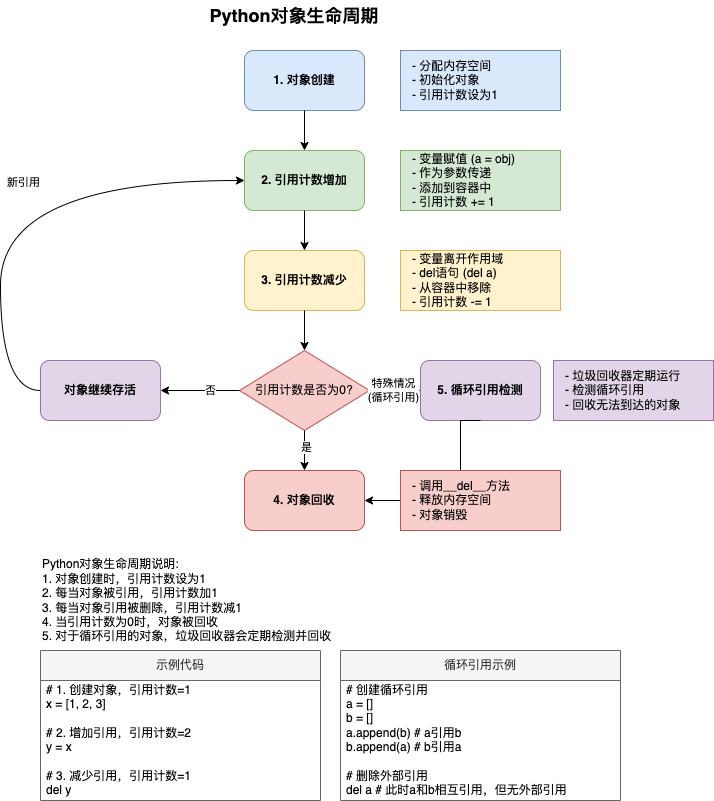 Python对象生命周期
1. 对象创建
- 分配内存空间
- 初始化对象
- 引用计数设为1
新引用
2. 引用计数增加
- 变量赋值 (a = obj)
- 作为参数传递
- 添加到容器中
- 引用计数 += 1
3. 引用计数减少
- 变量离开作用域
- del语句 (del a)
- 从容器中移除
- 引用计数 -= 1
对象继续存活
否
引用计数是否为0?
特殊情况
(循环引用)
5. 循环引用检测
- 垃圾回收器定期运行
- 检测循环引用
- 回收无法到达的对象
是
4. 对象回收
- 调用__del__方法
- 释放内存空间
- 对象销毁
Python对象生命周期说明:
1. 对象创建时，引用计数设为1
2. 每当对象被引用，引用计数加1
3. 每当对象引用被删除，引用计数减1
4. 当引用计数为0时，对象被回收
5. 对于循环引用的对象，垃圾回收器会定期检测并回收
示例代码
# 1. 创建对象，引用计数=1
x = [1, 2, 3]
# 2. 增加引用，引用计数=2
y = x
# 3. 减少引用，引用计数=1
del y
循环引用示例
# 创建循环引用
a = []
b = []
a.append(b) # a引用b
b.append(a) # b引用a
# 删除外部引用
del a # 此时a和b相互引用，但无外部引用